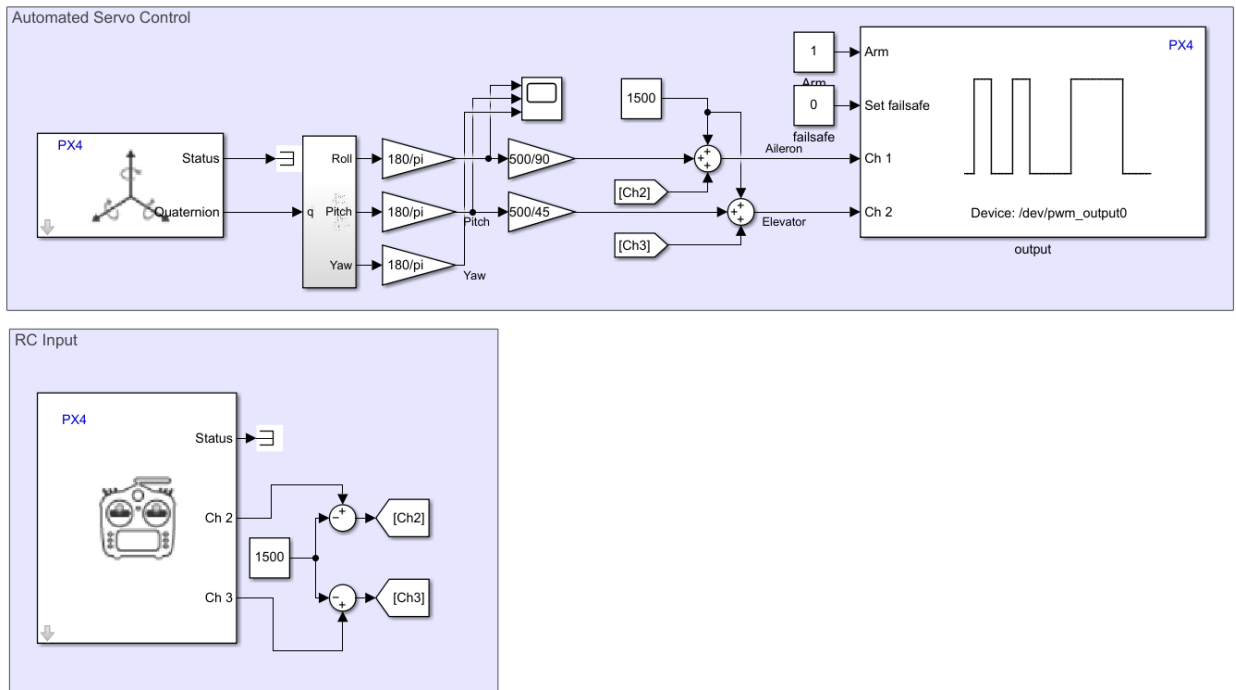 Automated Servo Control
PX4
Status
Quaternion
q
Roll
Pitch
Yaw
180/pi
180/pi
180/pi
Pitch
Yaw
500/90
500/45
1500
[Ch2]
[Ch3]
Aileron
Elevator
1
Arm
0
failsafe
PX4
Arm
Set failsafe
Ch 1
Ch 2
Device: /dev/pwm_output0
output
RC Input
PX4
Status
Ch 2
Ch 3
1500
+
−
−
+
[Ch2]
[Ch3]